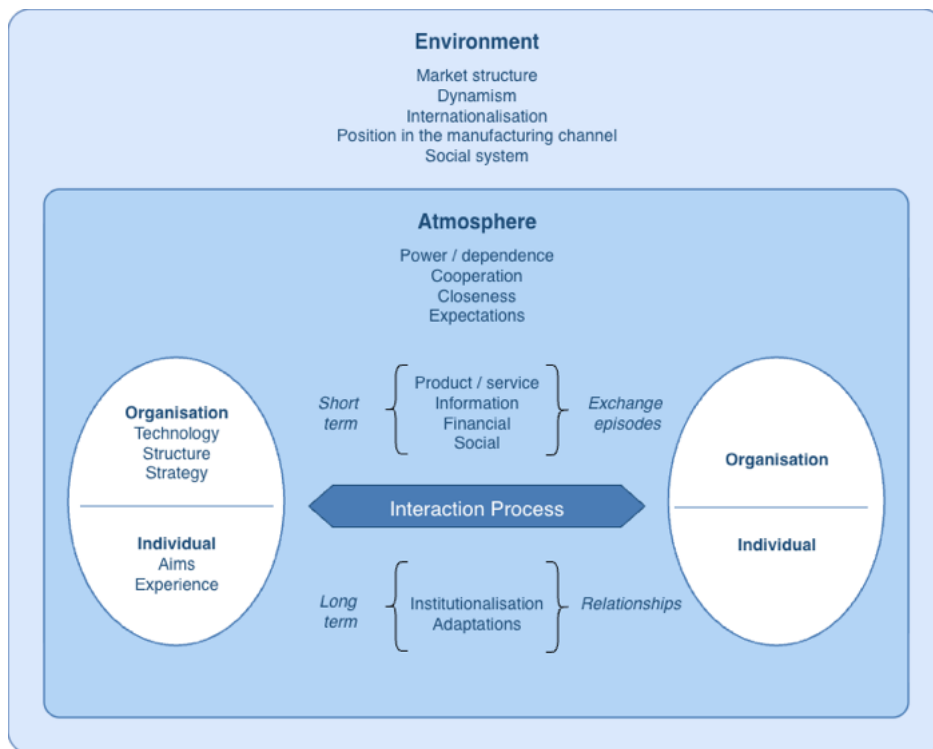 Environment
Market structure
Dynamism
Internationalisation
Position in the manufacturing channel
Social system
Atmosphere
Power / dependence
Cooperation
Closeness
Expectations
Organisation
Technology
Structure
Strategy
Individual
Aims
Experience
Short
term
Product / service
Information
Financial
Social
Exchange
episodes
Interaction Process
Long
term
Institutionalisation
Adaptations
Relationships
Organisation
Individual